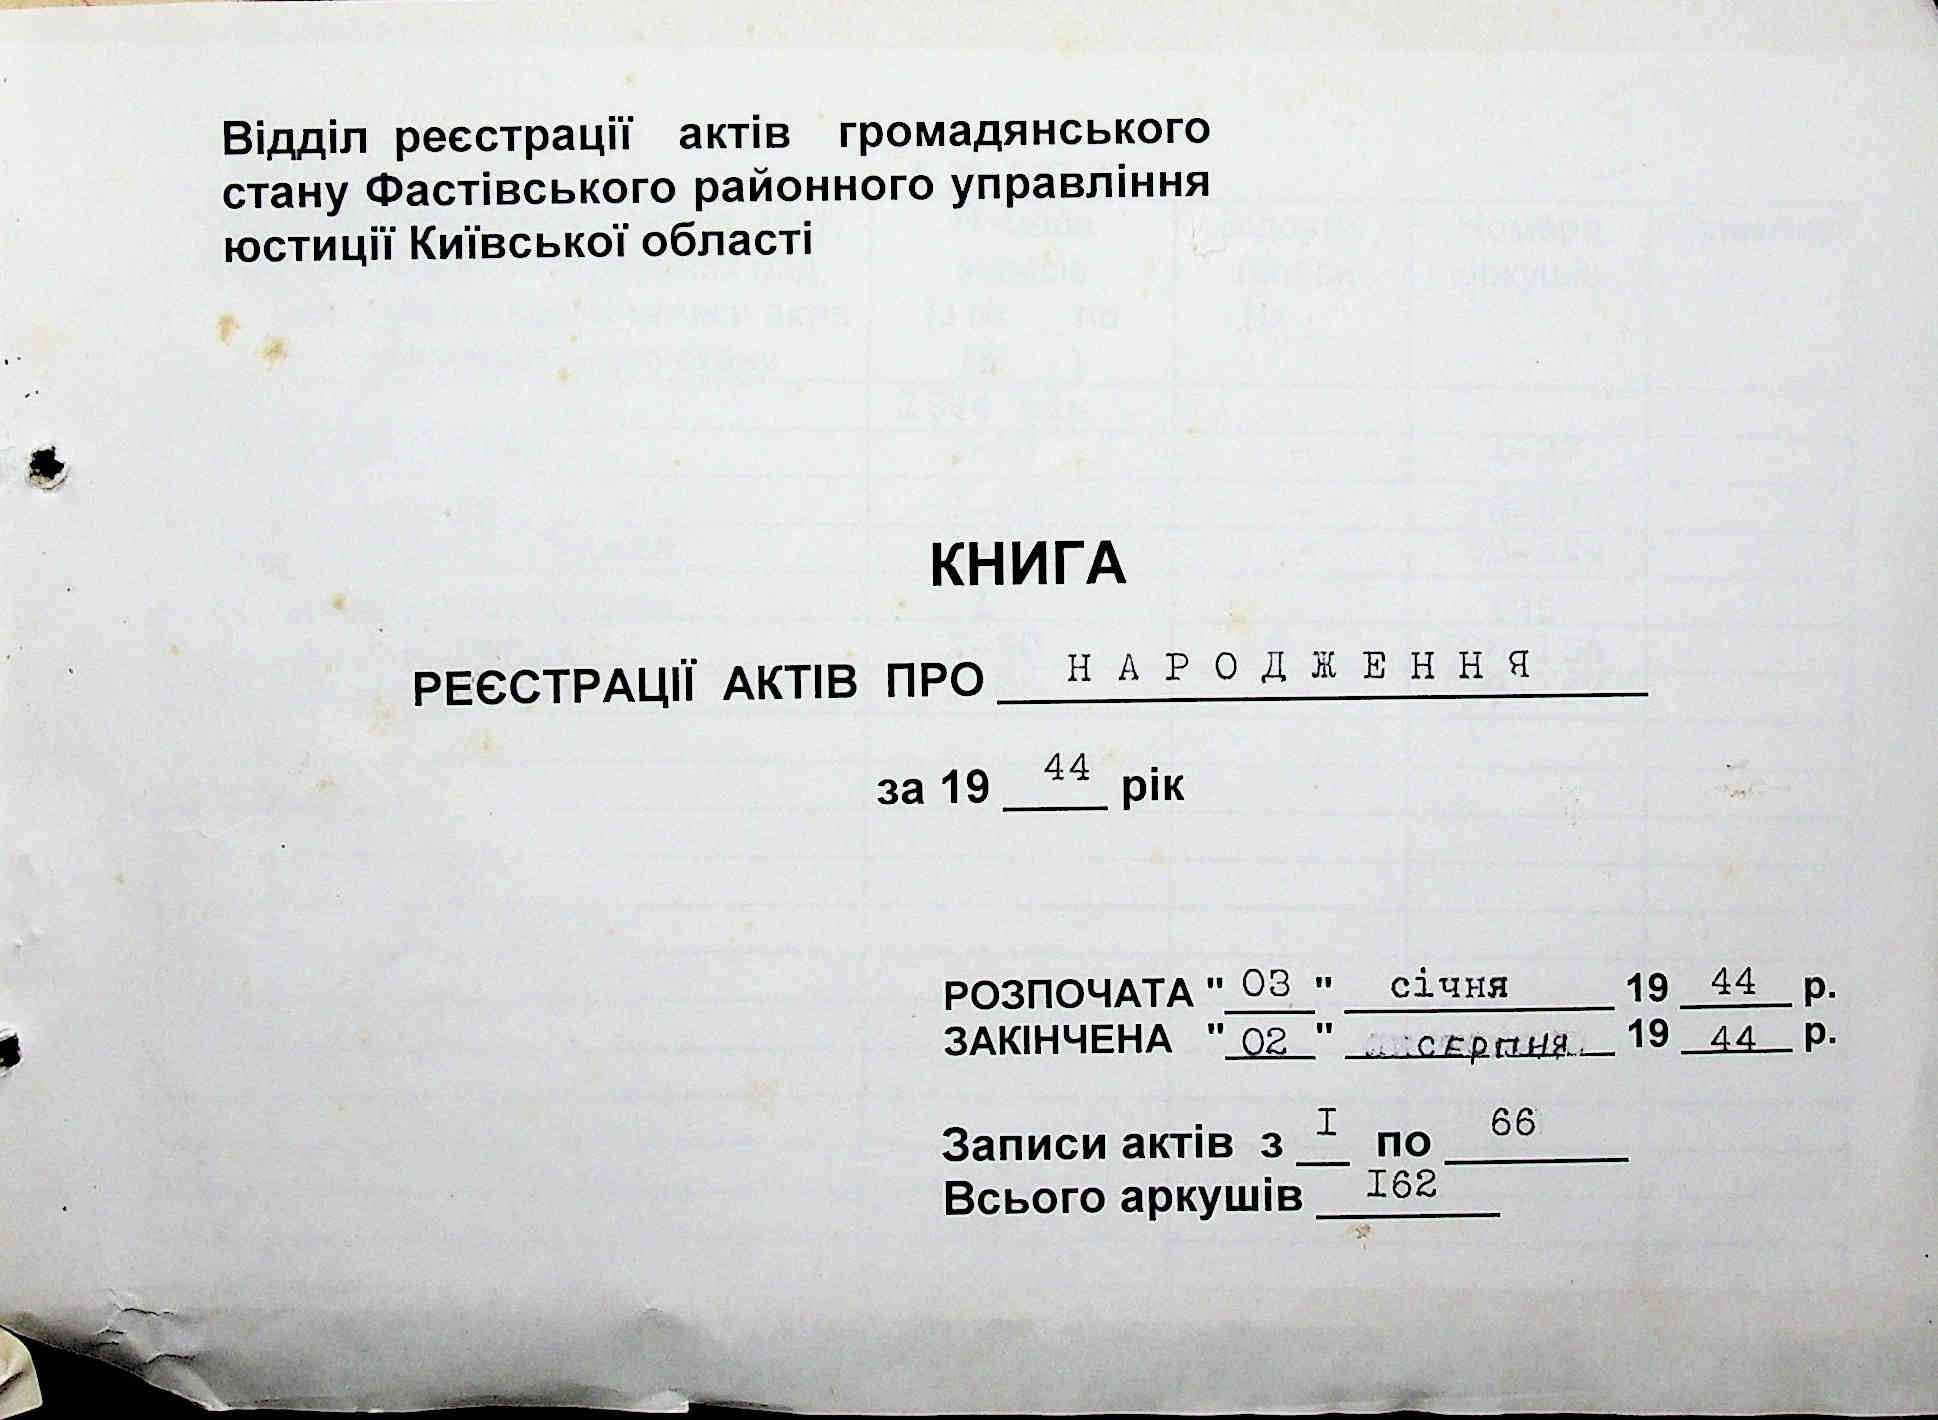 Відділ реєстрації актів громадянського
стану Фастівського районного управління
юстиції Київської області
КНИГА
РЕЄСТРАЦІЇ АКТІВ ПРО НАРОДЖЕННЯ
за 19 44 рік
РОЗПОЧАТА " 03 " січня 19 44 р.
ЗАКІНЧЕНА " 02 " серпня 19 44 р.
Записи актів з I по 66
Всього аркушів I62